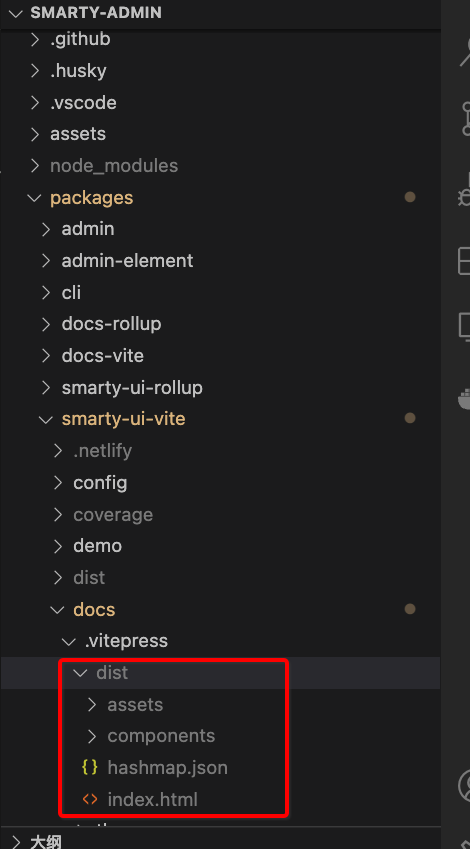 SMARTY-ADMIN
.github
.husky
.vscode
assets
node_modules
packages
admin
admin-element
cli
docs-rollup
docs-vite
smarty-ui-rollup
smarty-ui-vite
.netlify
config
coverage
demo
dist
docs
.vitepress
dist
assets
components
{} hashmap.json
<> index.html
大纲